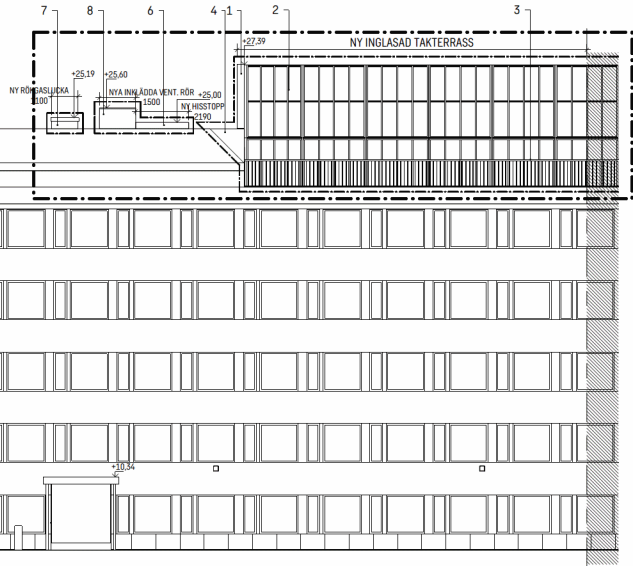 7 8 6 4 1 2 3
+27,39
NY INGLASAD TAKTERRASS
+25,19
+25,60
NY RÖKGASLUCKA
1100
NYA INKLÄDDA VENT. RÖR
1500
+25,00
NY HISSTOPP
2190
+10,34